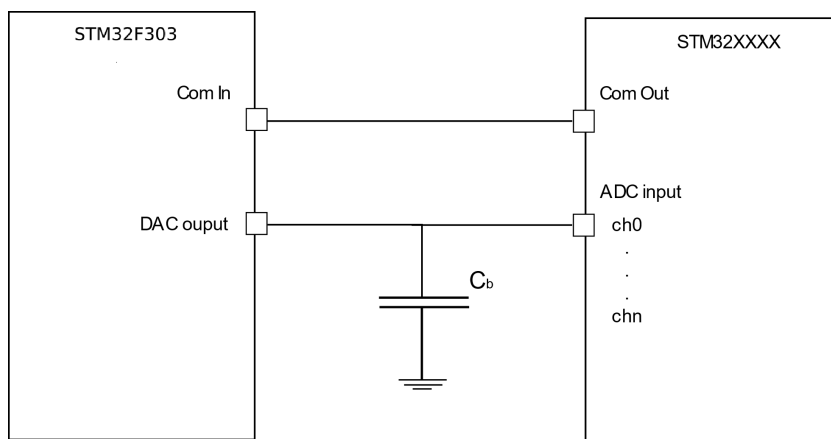 STM32F303
STM32XXXX
Com In
Com Out
ADC input
DAC ouput
ch0
.
.
.
chn
Cb